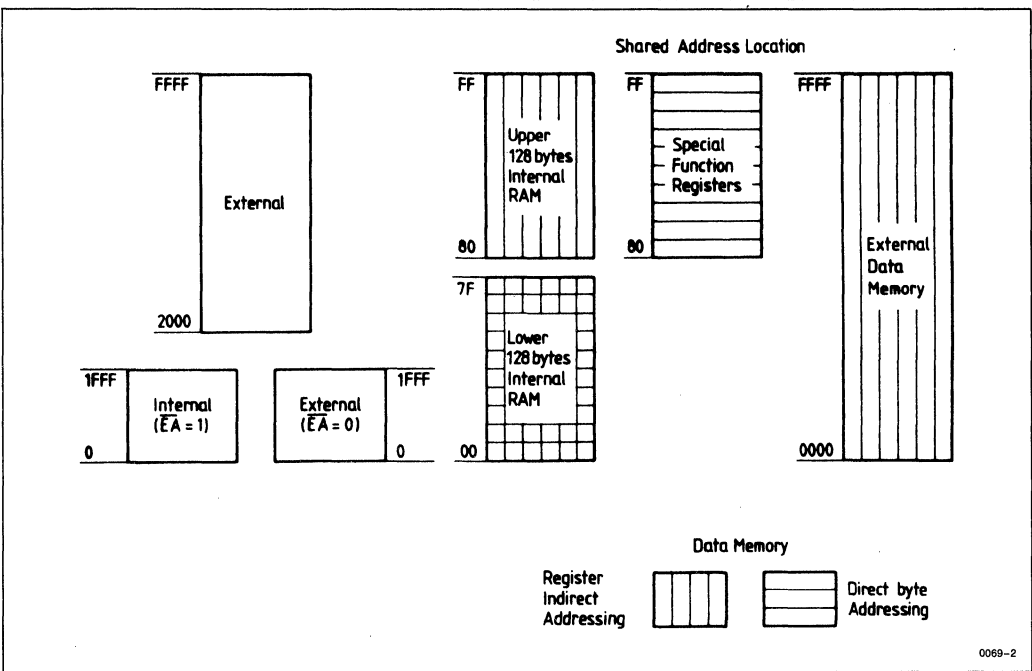 Shared Address Location
FFFF
External
2000
1FFF
Internal
(E̅A̅ = 1)
0
External
(E̅A̅ = 0)
1FFF
0
FF
Upper
128 bytes
Internal
RAM
80
7F
Lower
128 bytes
Internal
RAM
00
FF
Special
Function
Registers
80
FFFF
External
Data
Memory
0000
Data Memory
Register
Indirect
Addressing
Direct byte
Addressing
0069-2